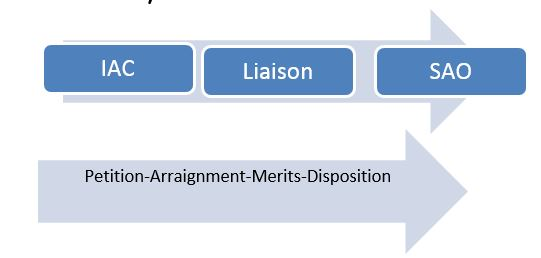 IAC
Liaison
SAO
Petition-Arraignment-Merits-Disposition